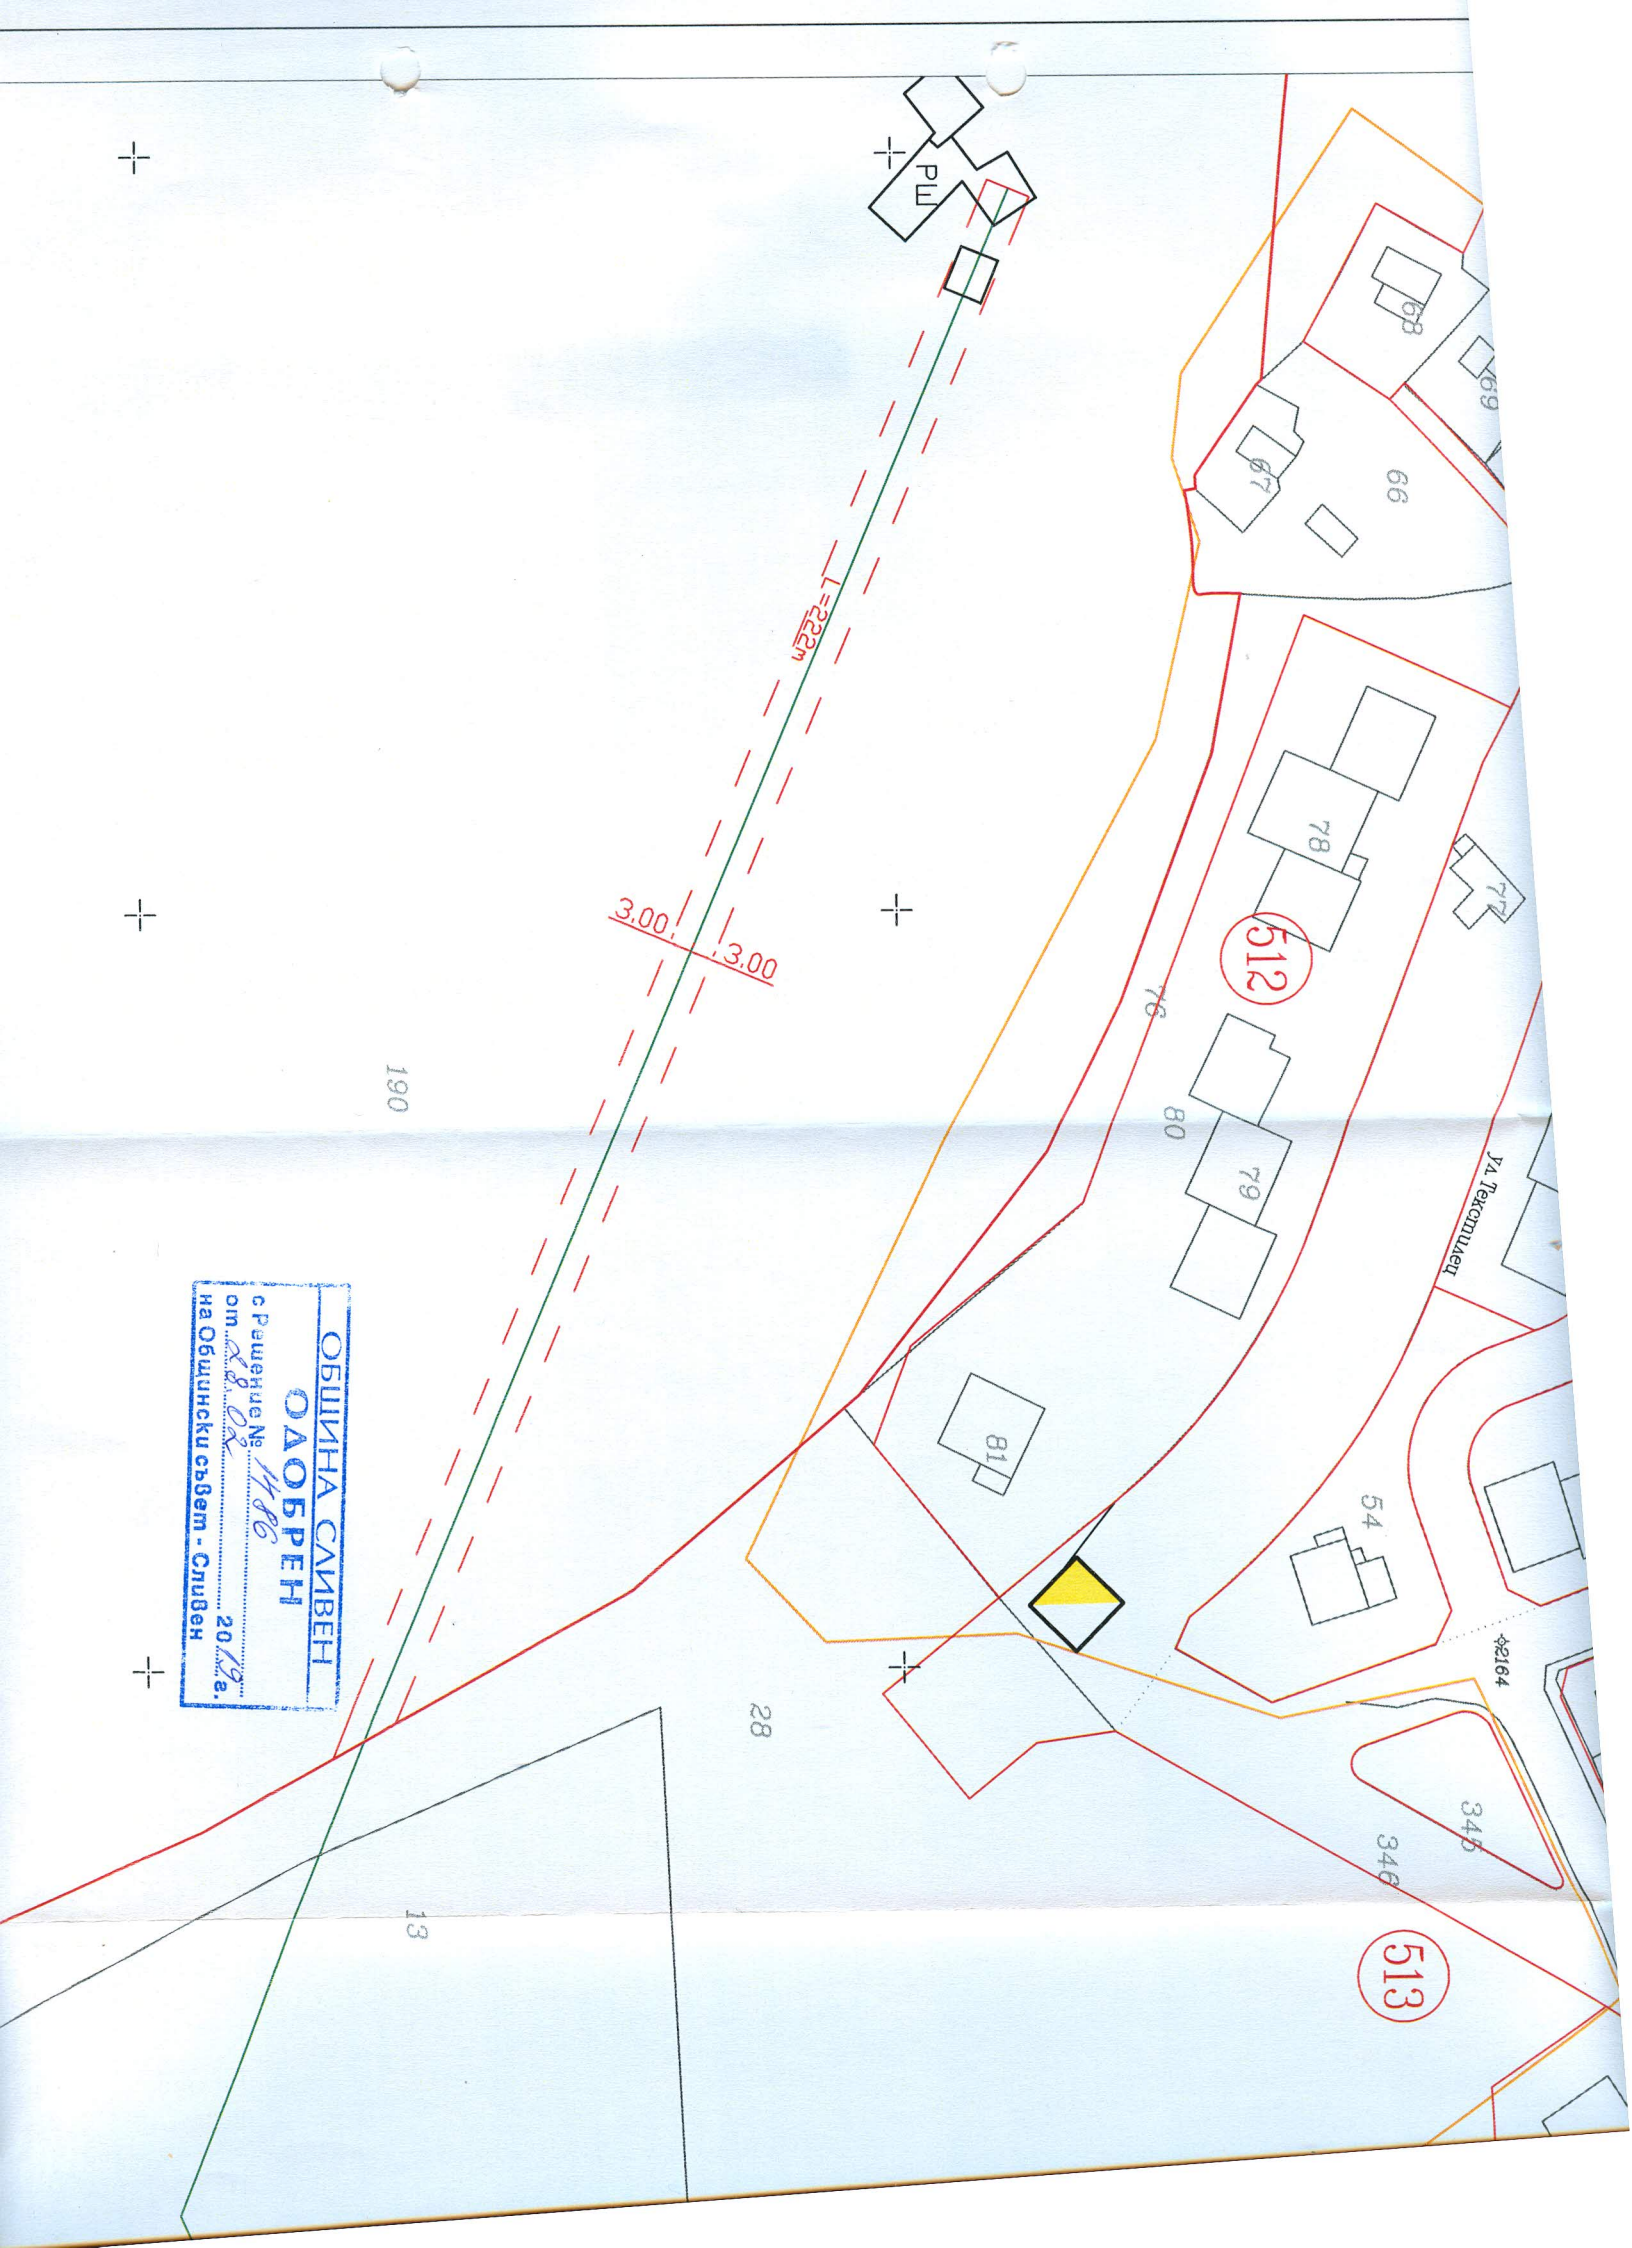 РШ
68
69
67
66
L=222м
78
77
3.00
3.00
512
76
190
80
79
ул. Текстилец
81
54
2164
28
345
346
13
513
ОБЩИНА СЛИВЕН
ОДОБРЕН
с Решение № 1486
от 28.02 2019 г.
на Общински съвет - Сливен